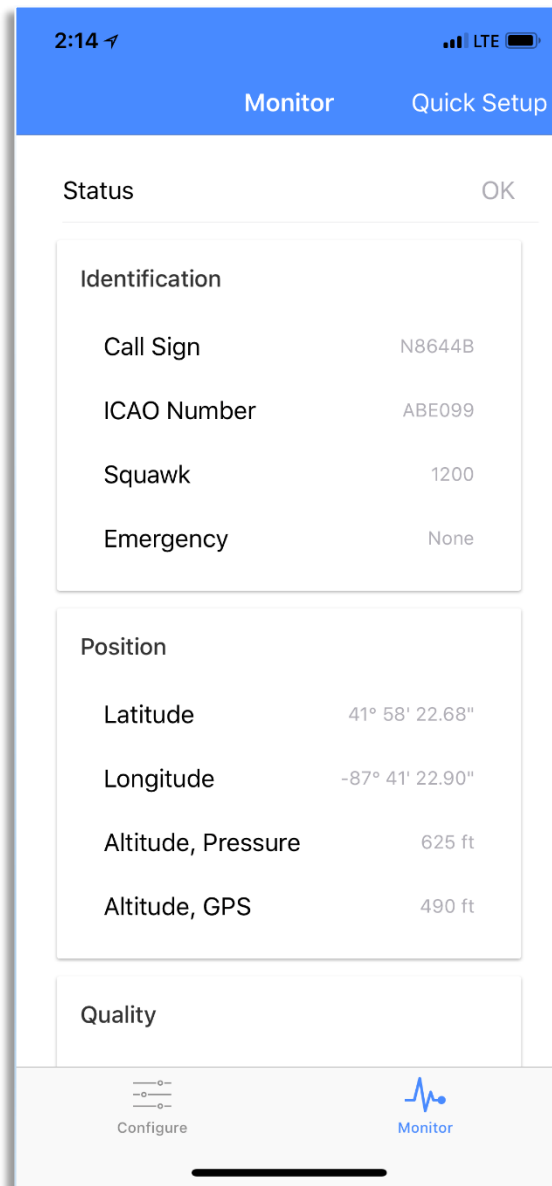 2:14 LTE
Monitor Quick Setup
Status OK
Identification
Call Sign N8644B
ICAO Number ABE099
Squawk 1200
Emergency None
Position
Latitude 41° 58' 22.68"
Longitude -87° 41' 22.90"
Altitude, Pressure 625 ft
Altitude, GPS 490 ft
Quality
Configure Monitor